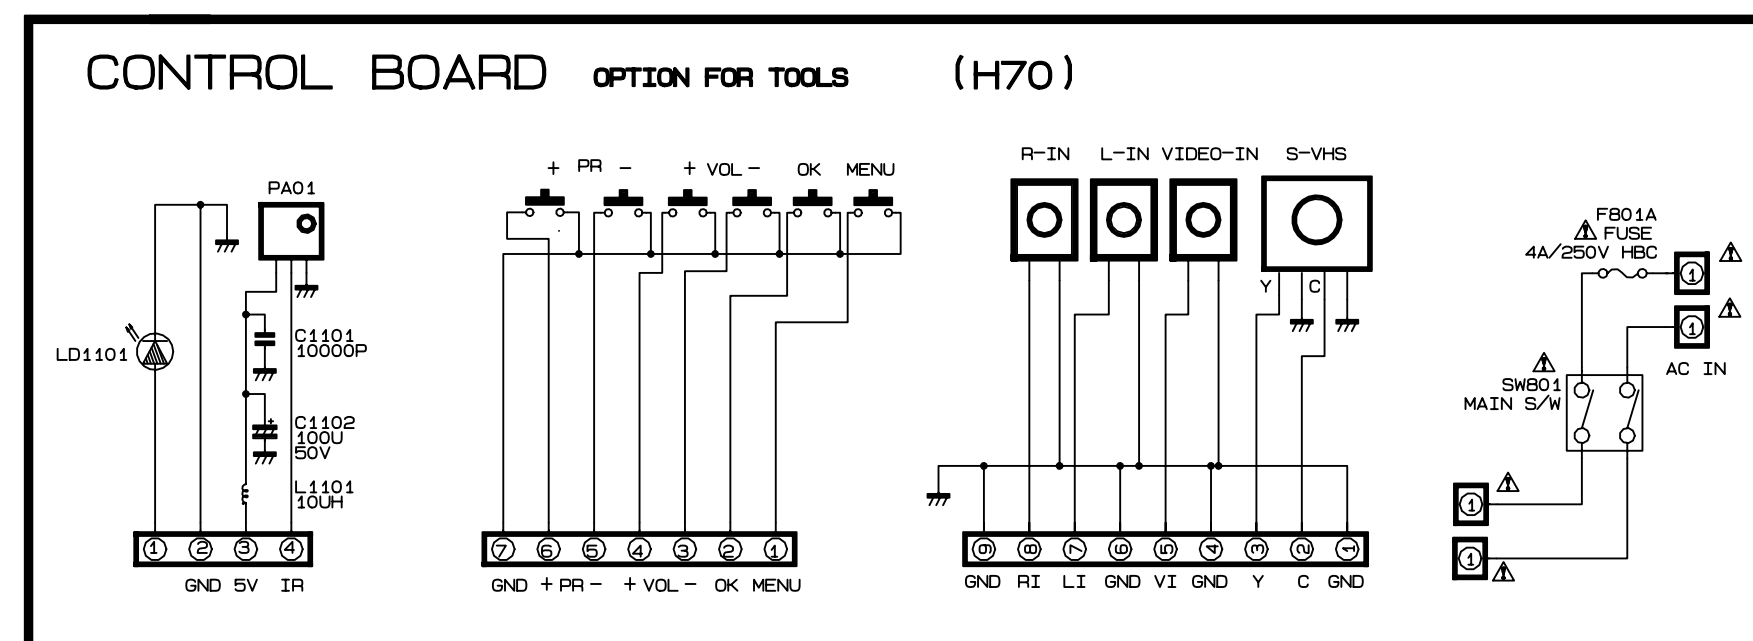 CONTROL BOARD OPTION FOR TOOLS (H70)
PA01
LD1101
C1101
10000P
+
C1102
100U
50V
L1101
10UH
1 2 3 4
GND 5V IR
+ PR - + VOL - OK MENU
7 6 5 4 3 2 1
GND + PR - + VOL - OK MENU
R-IN L-IN VIDEO-IN S-VHS
Y C
9 8 7 6 5 4 3 2 1
GND RI LI GND VI GND Y C GND
F801A
FUSE
4A/250V HBC
1
1
AC IN
SW801
MAIN S/W
1
1